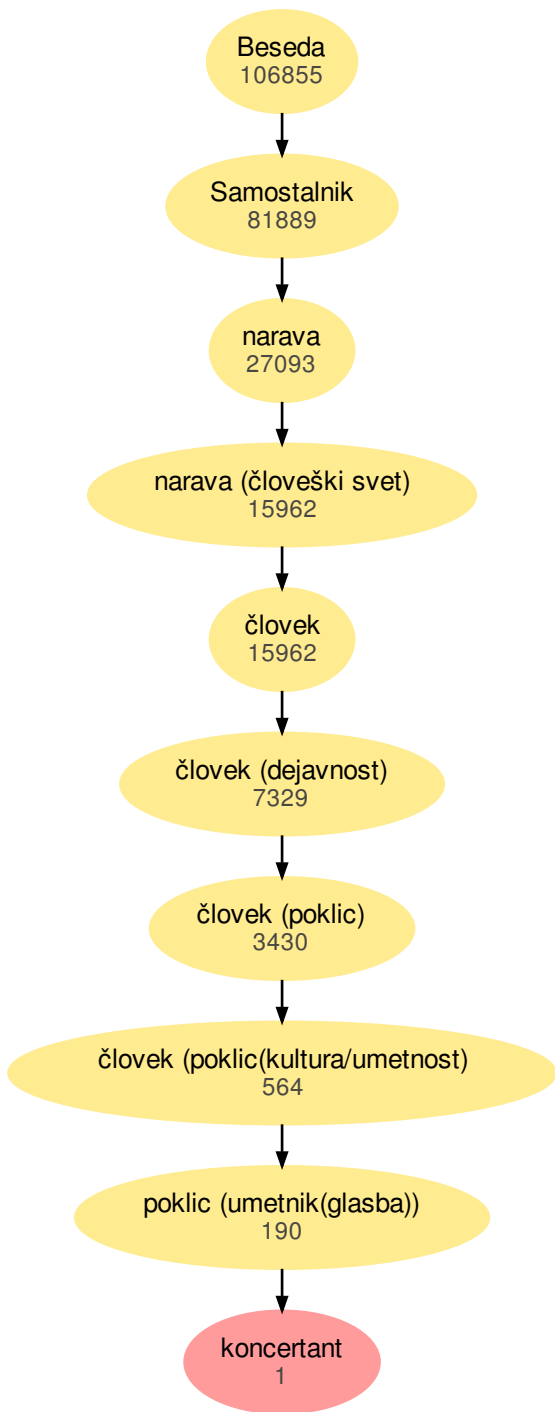 Beseda
106855
Samostalnik
81889
narava
27093
narava (človeški svet)
15962
človek
15962
človek (dejavnost)
7329
človek (poklic)
3430
človek (poklic(kultura/umetnost)
564
poklic (umetnik(glasba))
190
koncertant
1